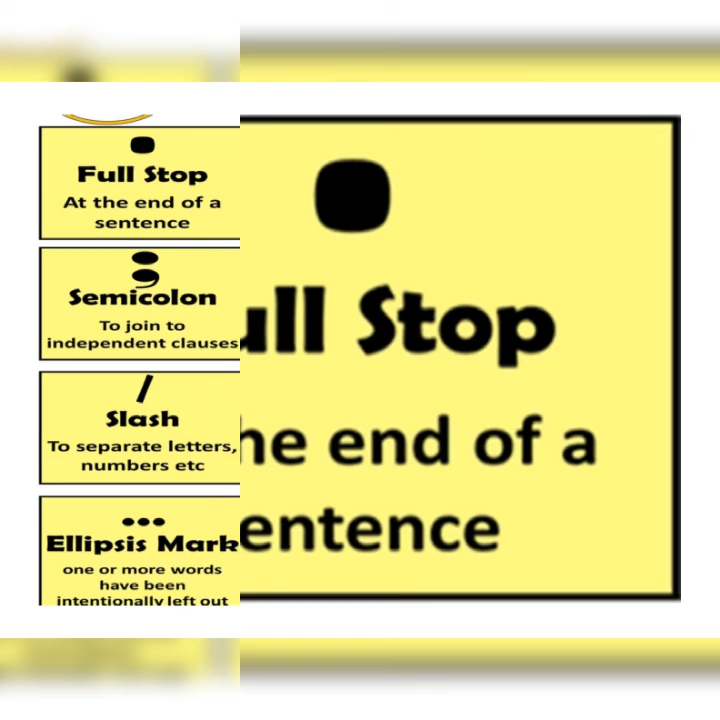 Full Stop
At the end of a
sentence
Semicolon
To join to
independent clauses
Slash
To separate letters,
numbers etc
Ellipsis Mark
one or more words
have been
intentionally left out
ull Stop
he end of a
entence